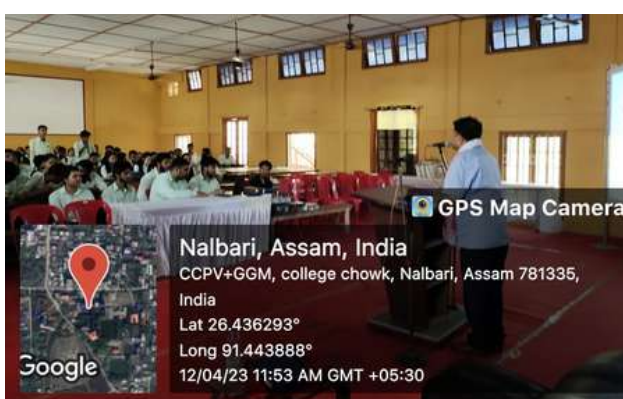 GPS Map Camera
Nalbari, Assam, India
CCPV+GGM, college chowk, Nalbari, Assam 781335,
India
Lat 26.436293°
Long 91.443888°
12/04/23 11:53 AM GMT +05:30
Google